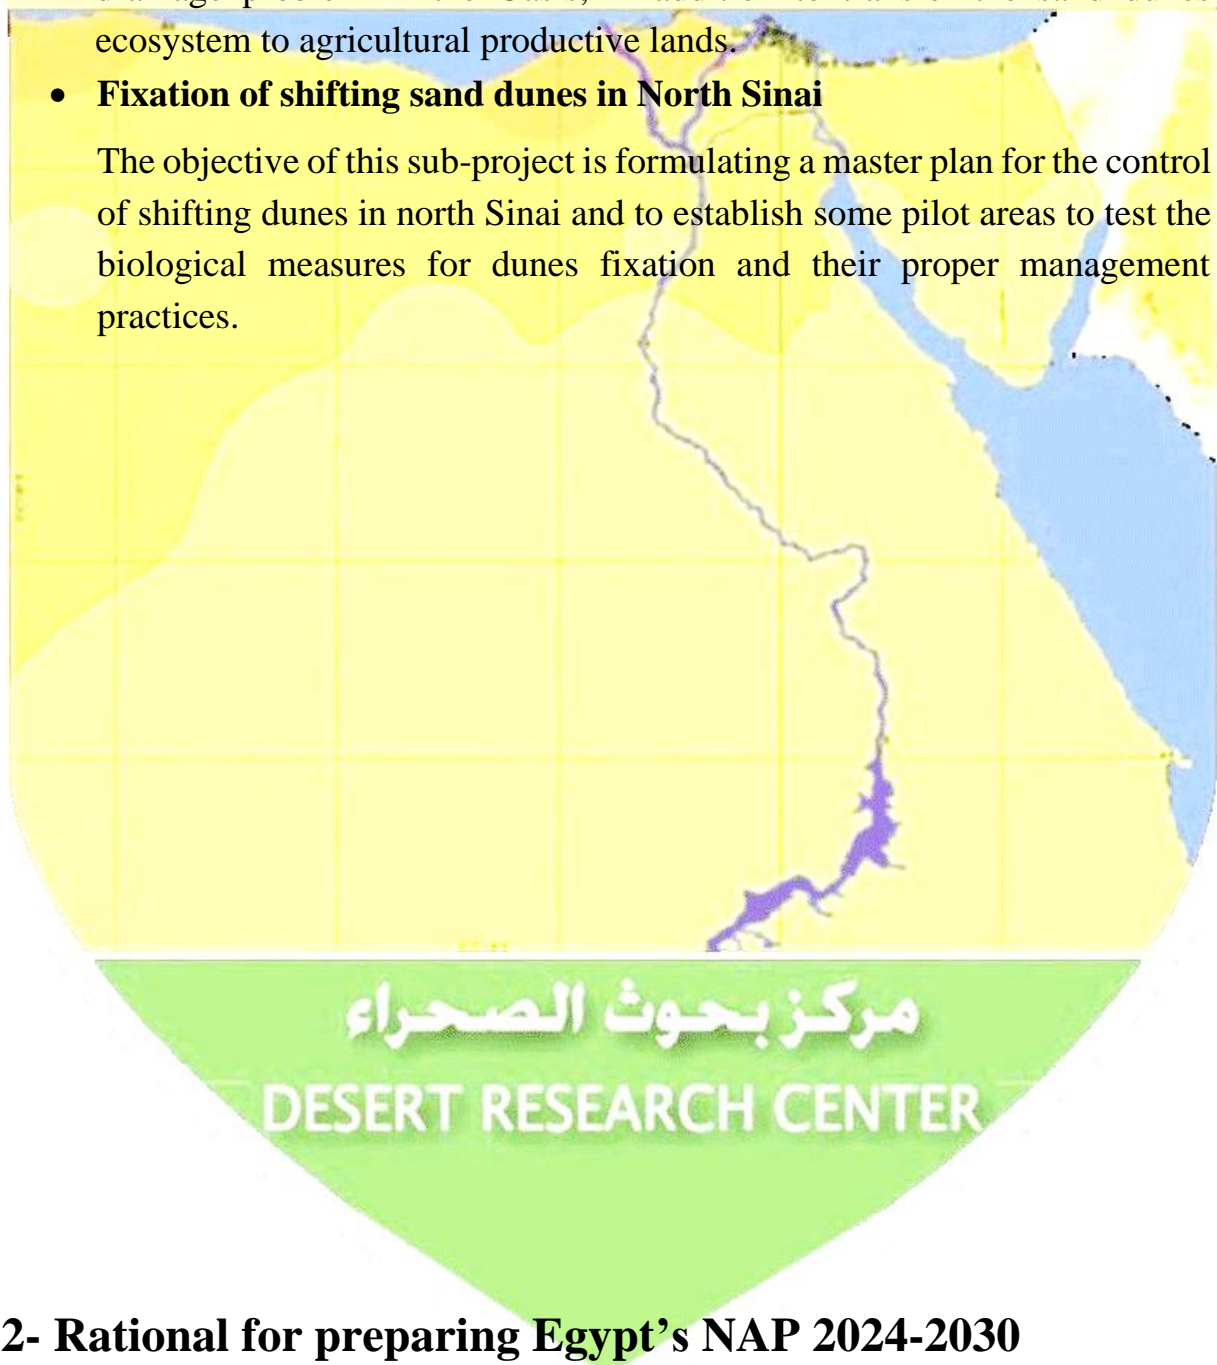 ecosystem to agricultural productive lands.
• Fixation of shifting sand dunes in North Sinai
The objective of this sub-project is formulating a master plan for the control
of shifting dunes in north Sinai and to establish some pilot areas to test the
biological measures for dunes fixation and their proper management
practices.
مركز بحوث الصحراء
DESERT RESEARCH CENTER
2- Rational for preparing Egypt’s NAP 2024-2030